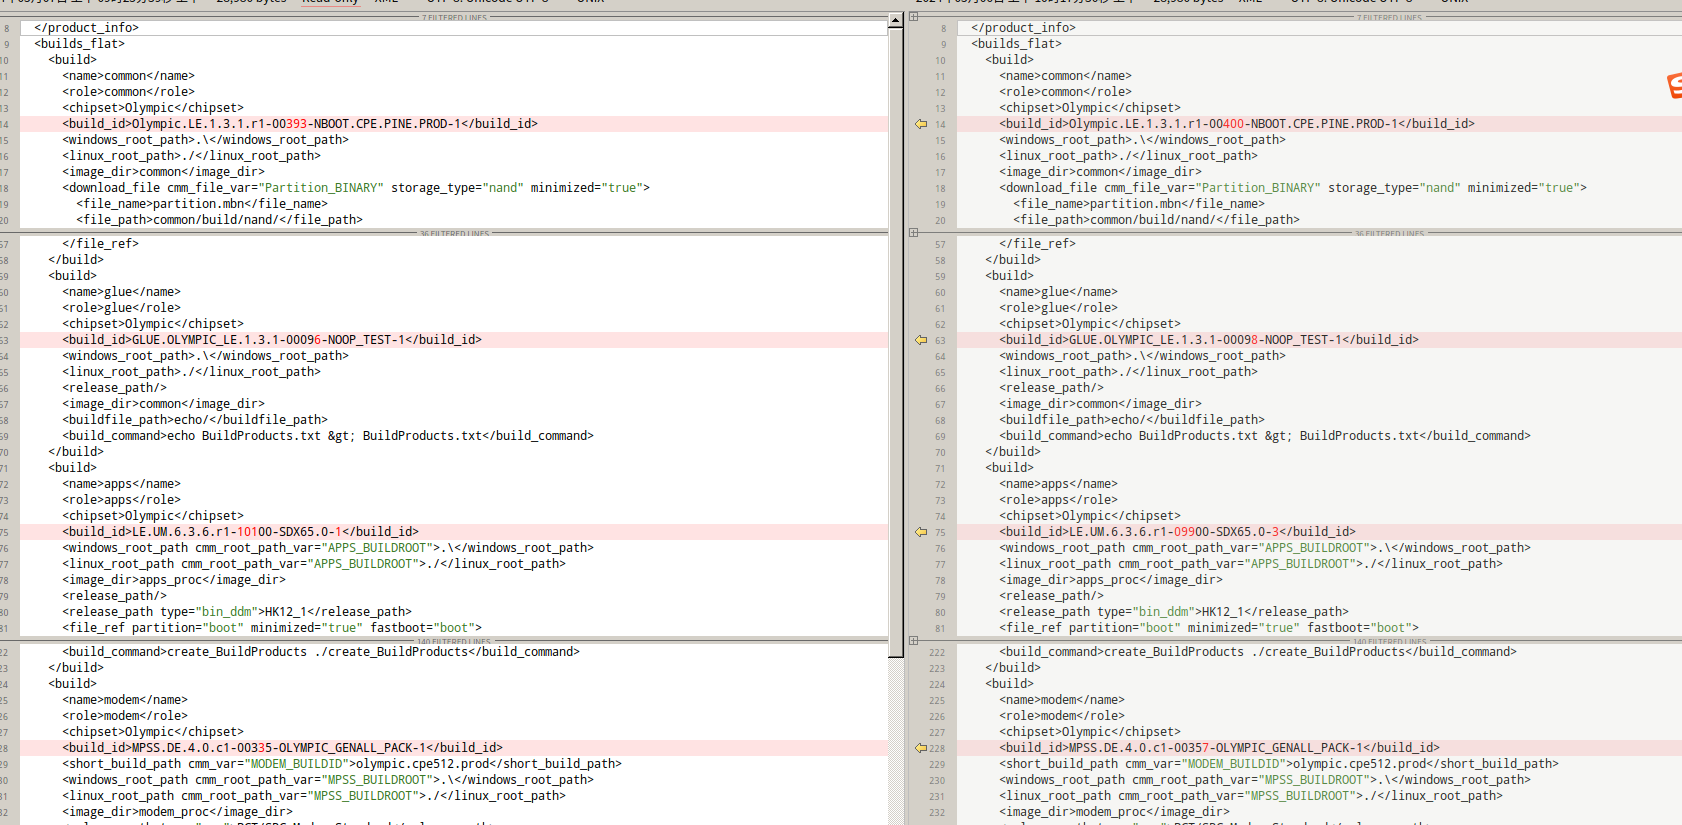 Read-only
7 FILTERED LINES
8 </product_info>
9 <builds_flat>
10 <build>
11 <name>common</name>
12 <role>common</role>
13 <chipset>Olympic</chipset>
14 <build_id>Olympic.LE.1.3.1.r1-00393-NBOOT.CPE.PINE.PROD-1</build_id>
15 <windows_root_path>.\</windows_root_path>
16 <linux_root_path>./</linux_root_path>
17 <image_dir>common</image_dir>
18 <download_file cmm_file_var="Partition_BINARY" storage_type="nand" minimized="true">
19 <file_name>partition.mbn</file_name>
20 <file_path>common/build/nand/</file_path>
36 FILTERED LINES
57 </file_ref>
58 </build>
59 <build>
60 <name>glue</name>
61 <role>glue</role>
62 <chipset>Olympic</chipset>
63 <build_id>GLUE.OLYMPIC_LE.1.3.1-00096-NOOP_TEST-1</build_id>
64 <windows_root_path>.\</windows_root_path>
65 <linux_root_path>./</linux_root_path>
66 <release_path/>
67 <image_dir>common</image_dir>
68 <buildfile_path>echo/</buildfile_path>
69 <build_command>echo BuildProducts.txt &gt; BuildProducts.txt</build_command>
70 </build>
71 <build>
72 <name>apps</name>
73 <role>apps</role>
74 <chipset>Olympic</chipset>
75 <build_id>LE.UM.6.3.6.r1-10100-SDX65.0-1</build_id>
76 <windows_root_path cmm_root_path_var="APPS_BUILDROOT">.\</windows_root_path>
77 <linux_root_path cmm_root_path_var="APPS_BUILDROOT">./</linux_root_path>
78 <image_dir>apps_proc</image_dir>
79 <release_path/>
80 <release_path type="bin_ddm">HK12_1</release_path>
81 <file_ref partition="boot" minimized="true" fastboot="boot">
140 FILTERED LINES
22 <build_command>create_BuildProducts ./create_BuildProducts</build_command>
23 </build>
24 <build>
25 <name>modem</name>
26 <role>modem</role>
27 <chipset>Olympic</chipset>
28 <build_id>MPSS.DE.4.0.c1-00335-OLYMPIC_GENALL_PACK-1</build_id>
29 <short_build_path cmm_var="MODEM_BUILDID">olympic.cpe512.prod</short_build_path>
30 <windows_root_path cmm_root_path_var="MPSS_BUILDROOT">.\</windows_root_path>
31 <linux_root_path cmm_root_path_var="MPSS_BUILDROOT">./</linux_root_path>
32 <image_dir>modem_proc</image_dir>
7 FILTERED LINES
8 </product_info>
9 <builds_flat>
10 <build>
11 <name>common</name>
12 <role>common</role>
13 <chipset>Olympic</chipset>
14 <build_id>Olympic.LE.1.3.1.r1-00400-NBOOT.CPE.PINE.PROD-1</build_id>
15 <windows_root_path>.\</windows_root_path>
16 <linux_root_path>./</linux_root_path>
17 <image_dir>common</image_dir>
18 <download_file cmm_file_var="Partition_BINARY" storage_type="nand" minimized="true">
19 <file_name>partition.mbn</file_name>
20 <file_path>common/build/nand/</file_path>
36 FILTERED LINES
57 </file_ref>
58 </build>
59 <build>
60 <name>glue</name>
61 <role>glue</role>
62 <chipset>Olympic</chipset>
63 <build_id>GLUE.OLYMPIC_LE.1.3.1-00098-NOOP_TEST-1</build_id>
64 <windows_root_path>.\</windows_root_path>
65 <linux_root_path>./</linux_root_path>
66 <release_path/>
67 <image_dir>common</image_dir>
68 <buildfile_path>echo/</buildfile_path>
69 <build_command>echo BuildProducts.txt &gt; BuildProducts.txt</build_command>
70 </build>
71 <build>
72 <name>apps</name>
73 <role>apps</role>
74 <chipset>Olympic</chipset>
75 <build_id>LE.UM.6.3.6.r1-09900-SDX65.0-3</build_id>
76 <windows_root_path cmm_root_path_var="APPS_BUILDROOT">.\</windows_root_path>
77 <linux_root_path cmm_root_path_var="APPS_BUILDROOT">./</linux_root_path>
78 <image_dir>apps_proc</image_dir>
79 <release_path/>
80 <release_path type="bin_ddm">HK12_1</release_path>
81 <file_ref partition="boot" minimized="true" fastboot="boot">
140 FILTERED LINES
222 <build_command>create_BuildProducts ./create_BuildProducts</build_command>
223 </build>
224 <build>
225 <name>modem</name>
226 <role>modem</role>
227 <chipset>Olympic</chipset>
228 <build_id>MPSS.DE.4.0.c1-00357-OLYMPIC_GENALL_PACK-1</build_id>
229 <short_build_path cmm_var="MODEM_BUILDID">olympic.cpe512.prod</short_build_path>
230 <windows_root_path cmm_root_path_var="MPSS_BUILDROOT">.\</windows_root_path>
231 <linux_root_path cmm_root_path_var="MPSS_BUILDROOT">./</linux_root_path>
232 <image_dir>modem_proc</image_dir>